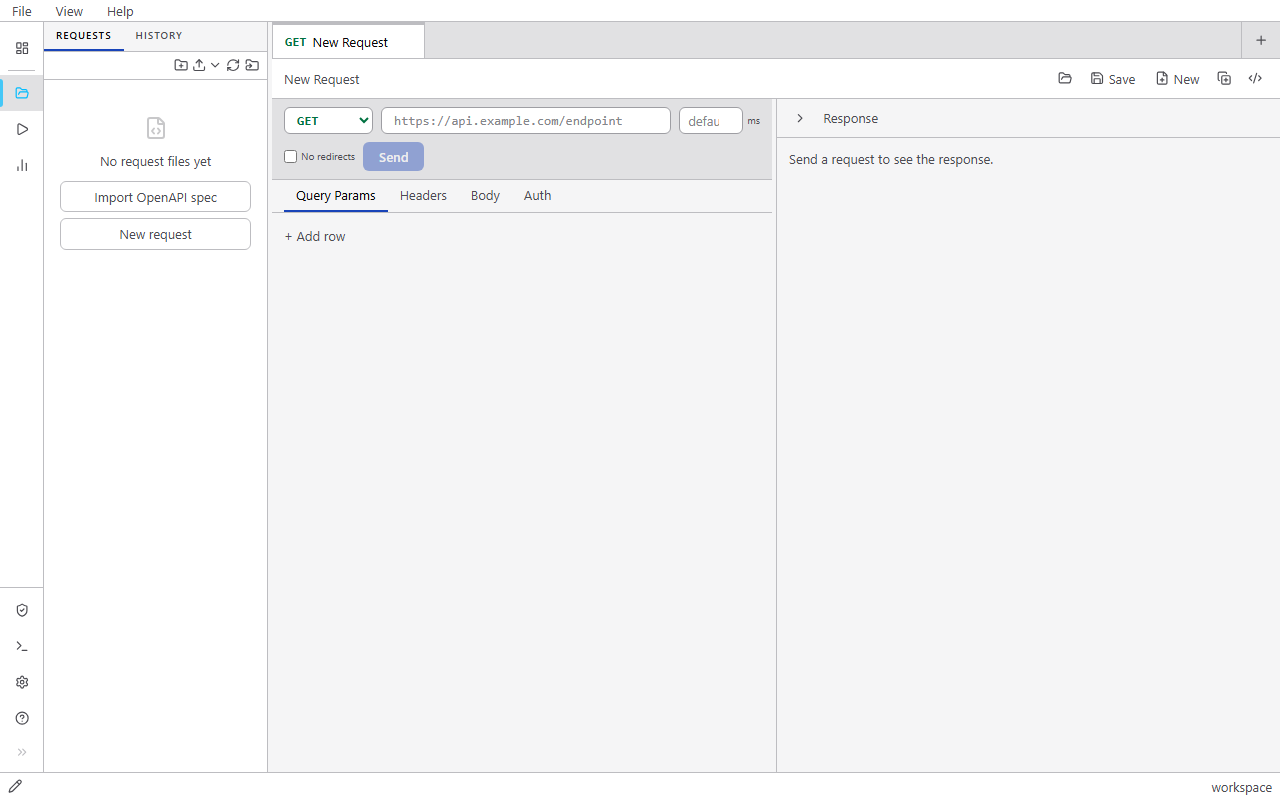 File View Help
REQUESTS HISTORY
GET New Request
New Request
Save
New
GET
https://api.example.com/endpoint
defau
ms
No redirects
Send
Response
No request files yet
Import OpenAPI spec
New request
Send a request to see the response.
Query Params Headers Body Auth
+ Add row
workspace